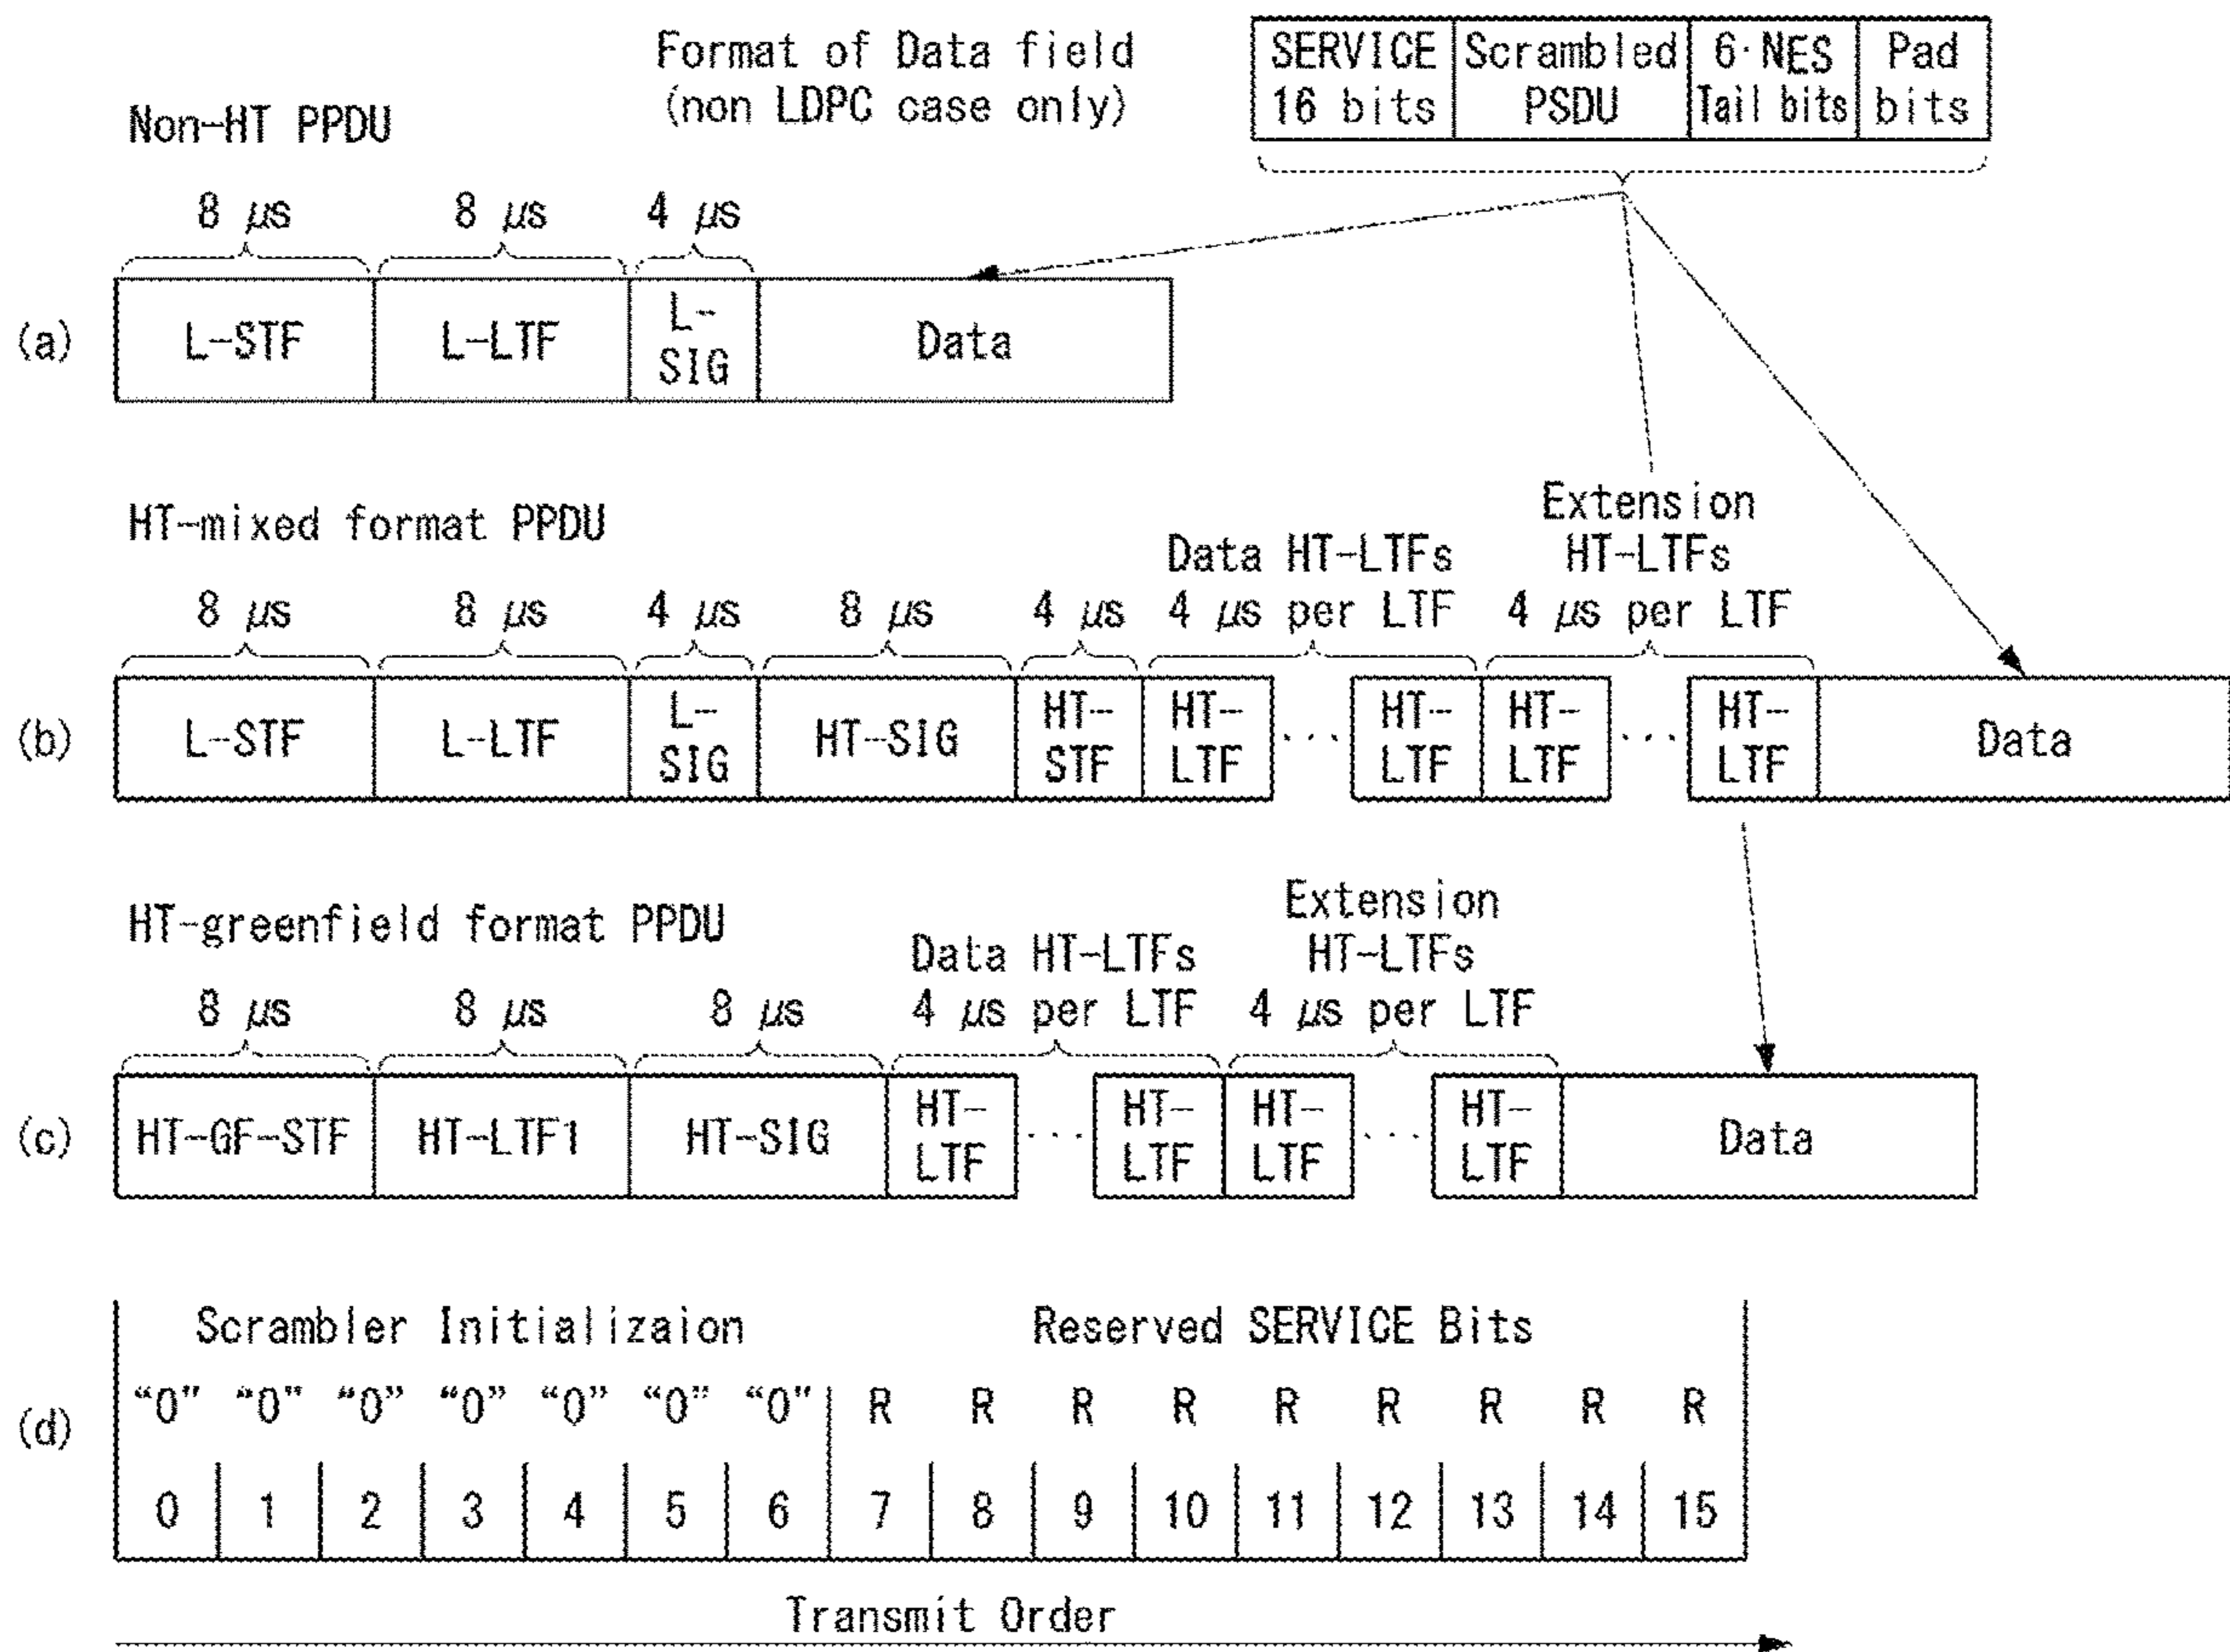 Format of Data field
(non LDPC case only)
SERVICE 16 bits
Scrambled PSDU
6·NES Tail bits
Pad bits
Non-HT PPDU
8 μs 8 μs 4 μs
(a) L-STF L-LTF L-SIG Data
HT-mixed format PPDU
Extension
Data HT-LTFs HT-LTFs
8 μs 8 μs 4 μs 8 μs 4 μs 4 μs per LTF 4 μs per LTF
(b) L-STF L-LTF L-SIG HT-SIG HT-STF HT-LTF ··· HT-LTF HT-LTF ··· HT-LTF Data
HT-greenfield format PPDU
Extension
Data HT-LTFs HT-LTFs
8 μs 8 μs 8 μs 4 μs per LTF 4 μs per LTF
(c) HT-GF-STF HT-LTF1 HT-SIG HT-LTF ··· HT-LTF HT-LTF ··· HT-LTF Data
Scrambler Initializaion Reserved SERVICE Bits
(d) “0” “0” “0” “0” “0” “0” “0” R R R R R R R R R
0 1 2 3 4 5 6 7 8 9 10 11 12 13 14 15
Transmit Order